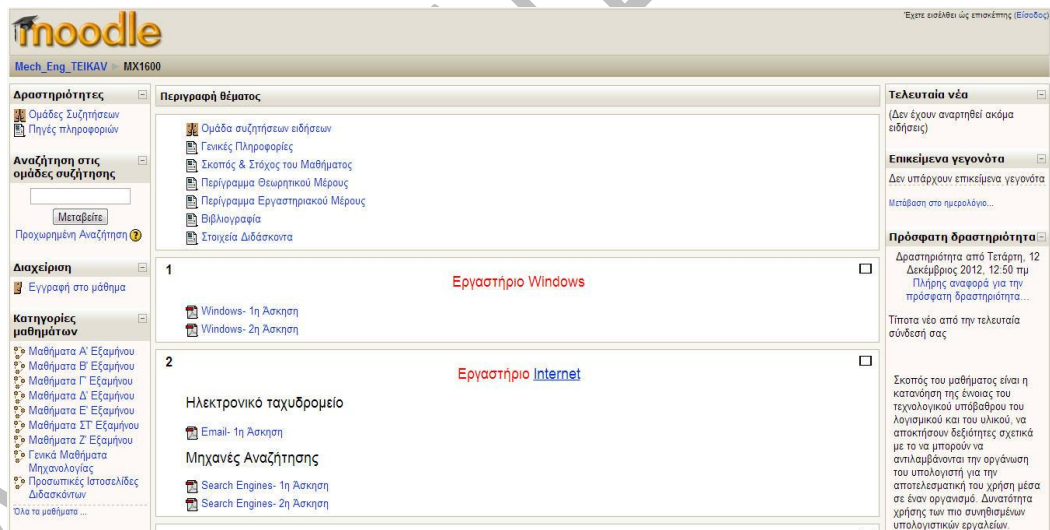 moodle
Έχετε εισέλθει ως επισκέπτης (Είσοδος)
Mech_Eng_TEIKAV ► MX1600
Δραστηριότητες
Ομάδες Συζητήσεων
Πηγές πληροφοριών
Αναζήτηση στις
ομάδες συζήτησης
Μεταβείτε
Προχωρημένη Αναζήτηση
Διαχείριση
Εγγραφή στο μάθημα
Κατηγορίες
μαθημάτων
Μαθήματα Α' Εξαμήνου
Μαθήματα Β' Εξαμήνου
Μαθήματα Γ' Εξαμήνου
Μαθήματα Δ' Εξαμήνου
Μαθήματα Ε' Εξαμήνου
Μαθήματα ΣΤ' Εξαμήνου
Μαθήματα Ζ' Εξαμήνου
Γενικά Μαθήματα
Μηχανολογίας
Προσωπικές Ιστοσελίδες
Διδασκόντων
Όλα τα μαθήματα ...
Περιγραφή θέματος
Ομάδα συζητήσεων ειδήσεων
Γενικές Πληροφορίες
Σκοπός & Στόχος του Μαθήματος
Περίγραμμα Θεωρητικού Μέρους
Περίγραμμα Εργαστηριακού Μέρους
Βιβλιογραφία
Στοιχεία Διδάσκοντα
1
Εργαστήριο Windows
Windows- 1η Άσκηση
Windows- 2η Άσκηση
2
Εργαστήριο Internet
Ηλεκτρονικό ταχυδρομείο
Email- 1η Άσκηση
Μηχανές Αναζήτησης
Search Engines- 1η Άσκηση
Search Engines- 2η Άσκηση
Τελευταία νέα
(Δεν έχουν αναρτηθεί ακόμα
ειδήσεις)
Επικείμενα γεγονότα
Δεν υπάρχουν επικείμενα γεγονότα
Μετάβαση στο ημερολόγιο...
Πρόσφατη δραστηριότητα
Δραστηριότητα από Τετάρτη, 12
Δεκέμβριος 2012, 12:50 πμ
Πλήρης αναφορά για την
πρόσφατη δραστηριότητα...
Τίποτα νέο από την τελευταία
σύνδεσή σας
Σκοπός του μαθήματος είναι η
κατανόηση της έννοιας του
τεχνολογικού υπόβαθρου του
λογισμικού και του υλικού, να
αποκτήσουν δεξιότητες σχετικά
με το να μπορούν να
αντιλαμβάνονται την οργάνωση
του υπολογιστή για την
αποτελεσματική του χρήση μέσα
σε έναν οργανισμό. Δυνατότητα
χρήσης των πιο συνηθισμένων
υπολογιστικών εργαλείων.